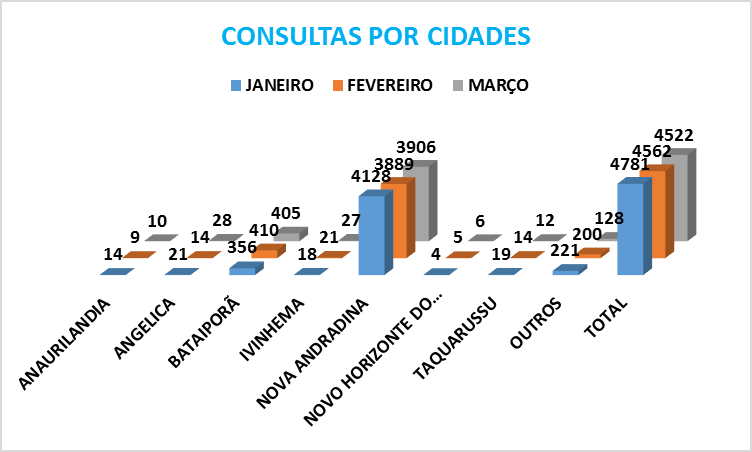 CONSULTAS POR CIDADES
JANEIRO FEVEREIRO MARÇO
14 9 10
21 14 28
356 410 405
18 21 27
4128 3889 3906
4 5 6
19 14 12
221 200 128
4781 4562 4522
ANAURILANDIA
ANGELICA
BATAIPORÃ
IVINHEMA
NOVA ANDRADINA
NOVO HORIZONTE DO...
TAQUARUSSU
OUTROS
TOTAL